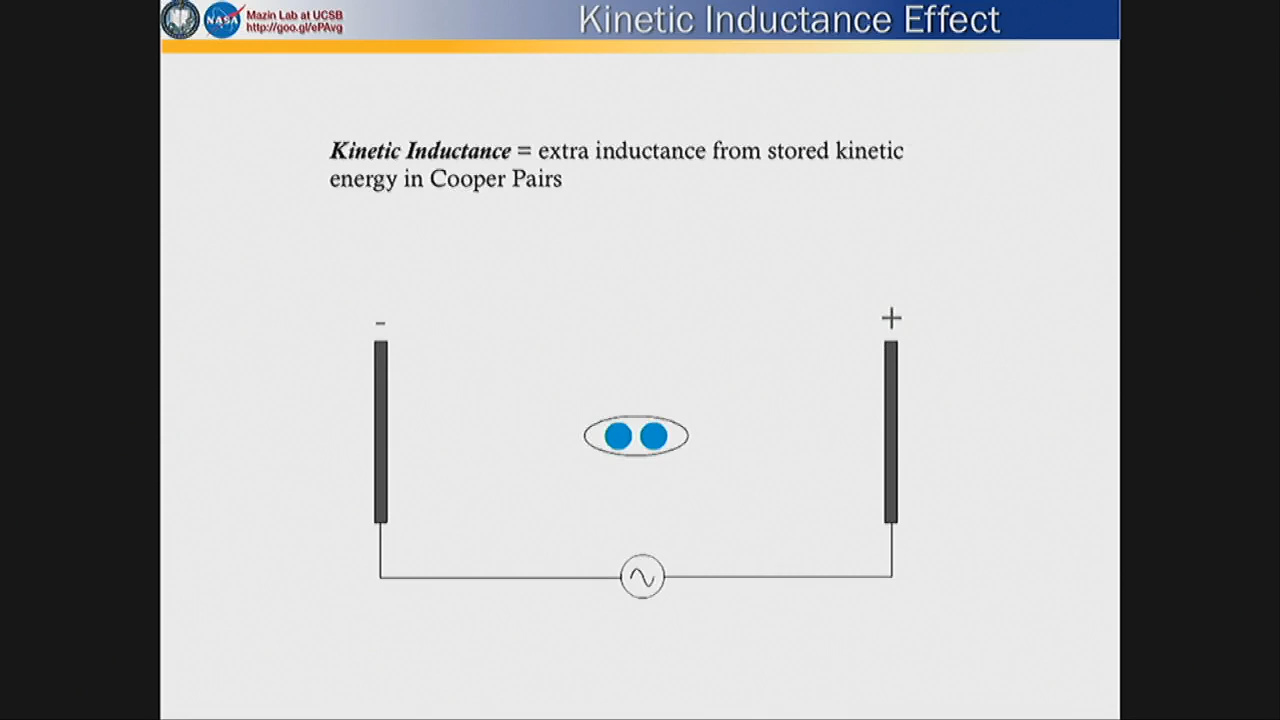 NASA
Mazin Lab at UCSB
http://goo.gl/ePAvg
Kinetic Inductance Effect
Kinetic Inductance = extra inductance from stored kinetic
energy in Cooper Pairs
- +